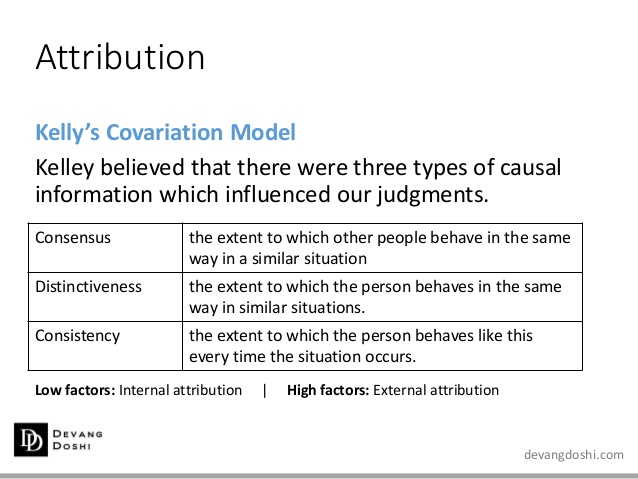 Attribution
Kelly's Covariation Model
Kelley believed that there were three types of causal
information which influenced our judgments.
Consensus the extent to which other people behave in the same
way in a similar situation
Distinctiveness the extent to which the person behaves in the same
way in similar situations.
Consistency the extent to which the person behaves like this
every time the situation occurs.
Low factors: Internal attribution | High factors: External attribution
DD DEVANG
DOSHI
devangdoshi.com